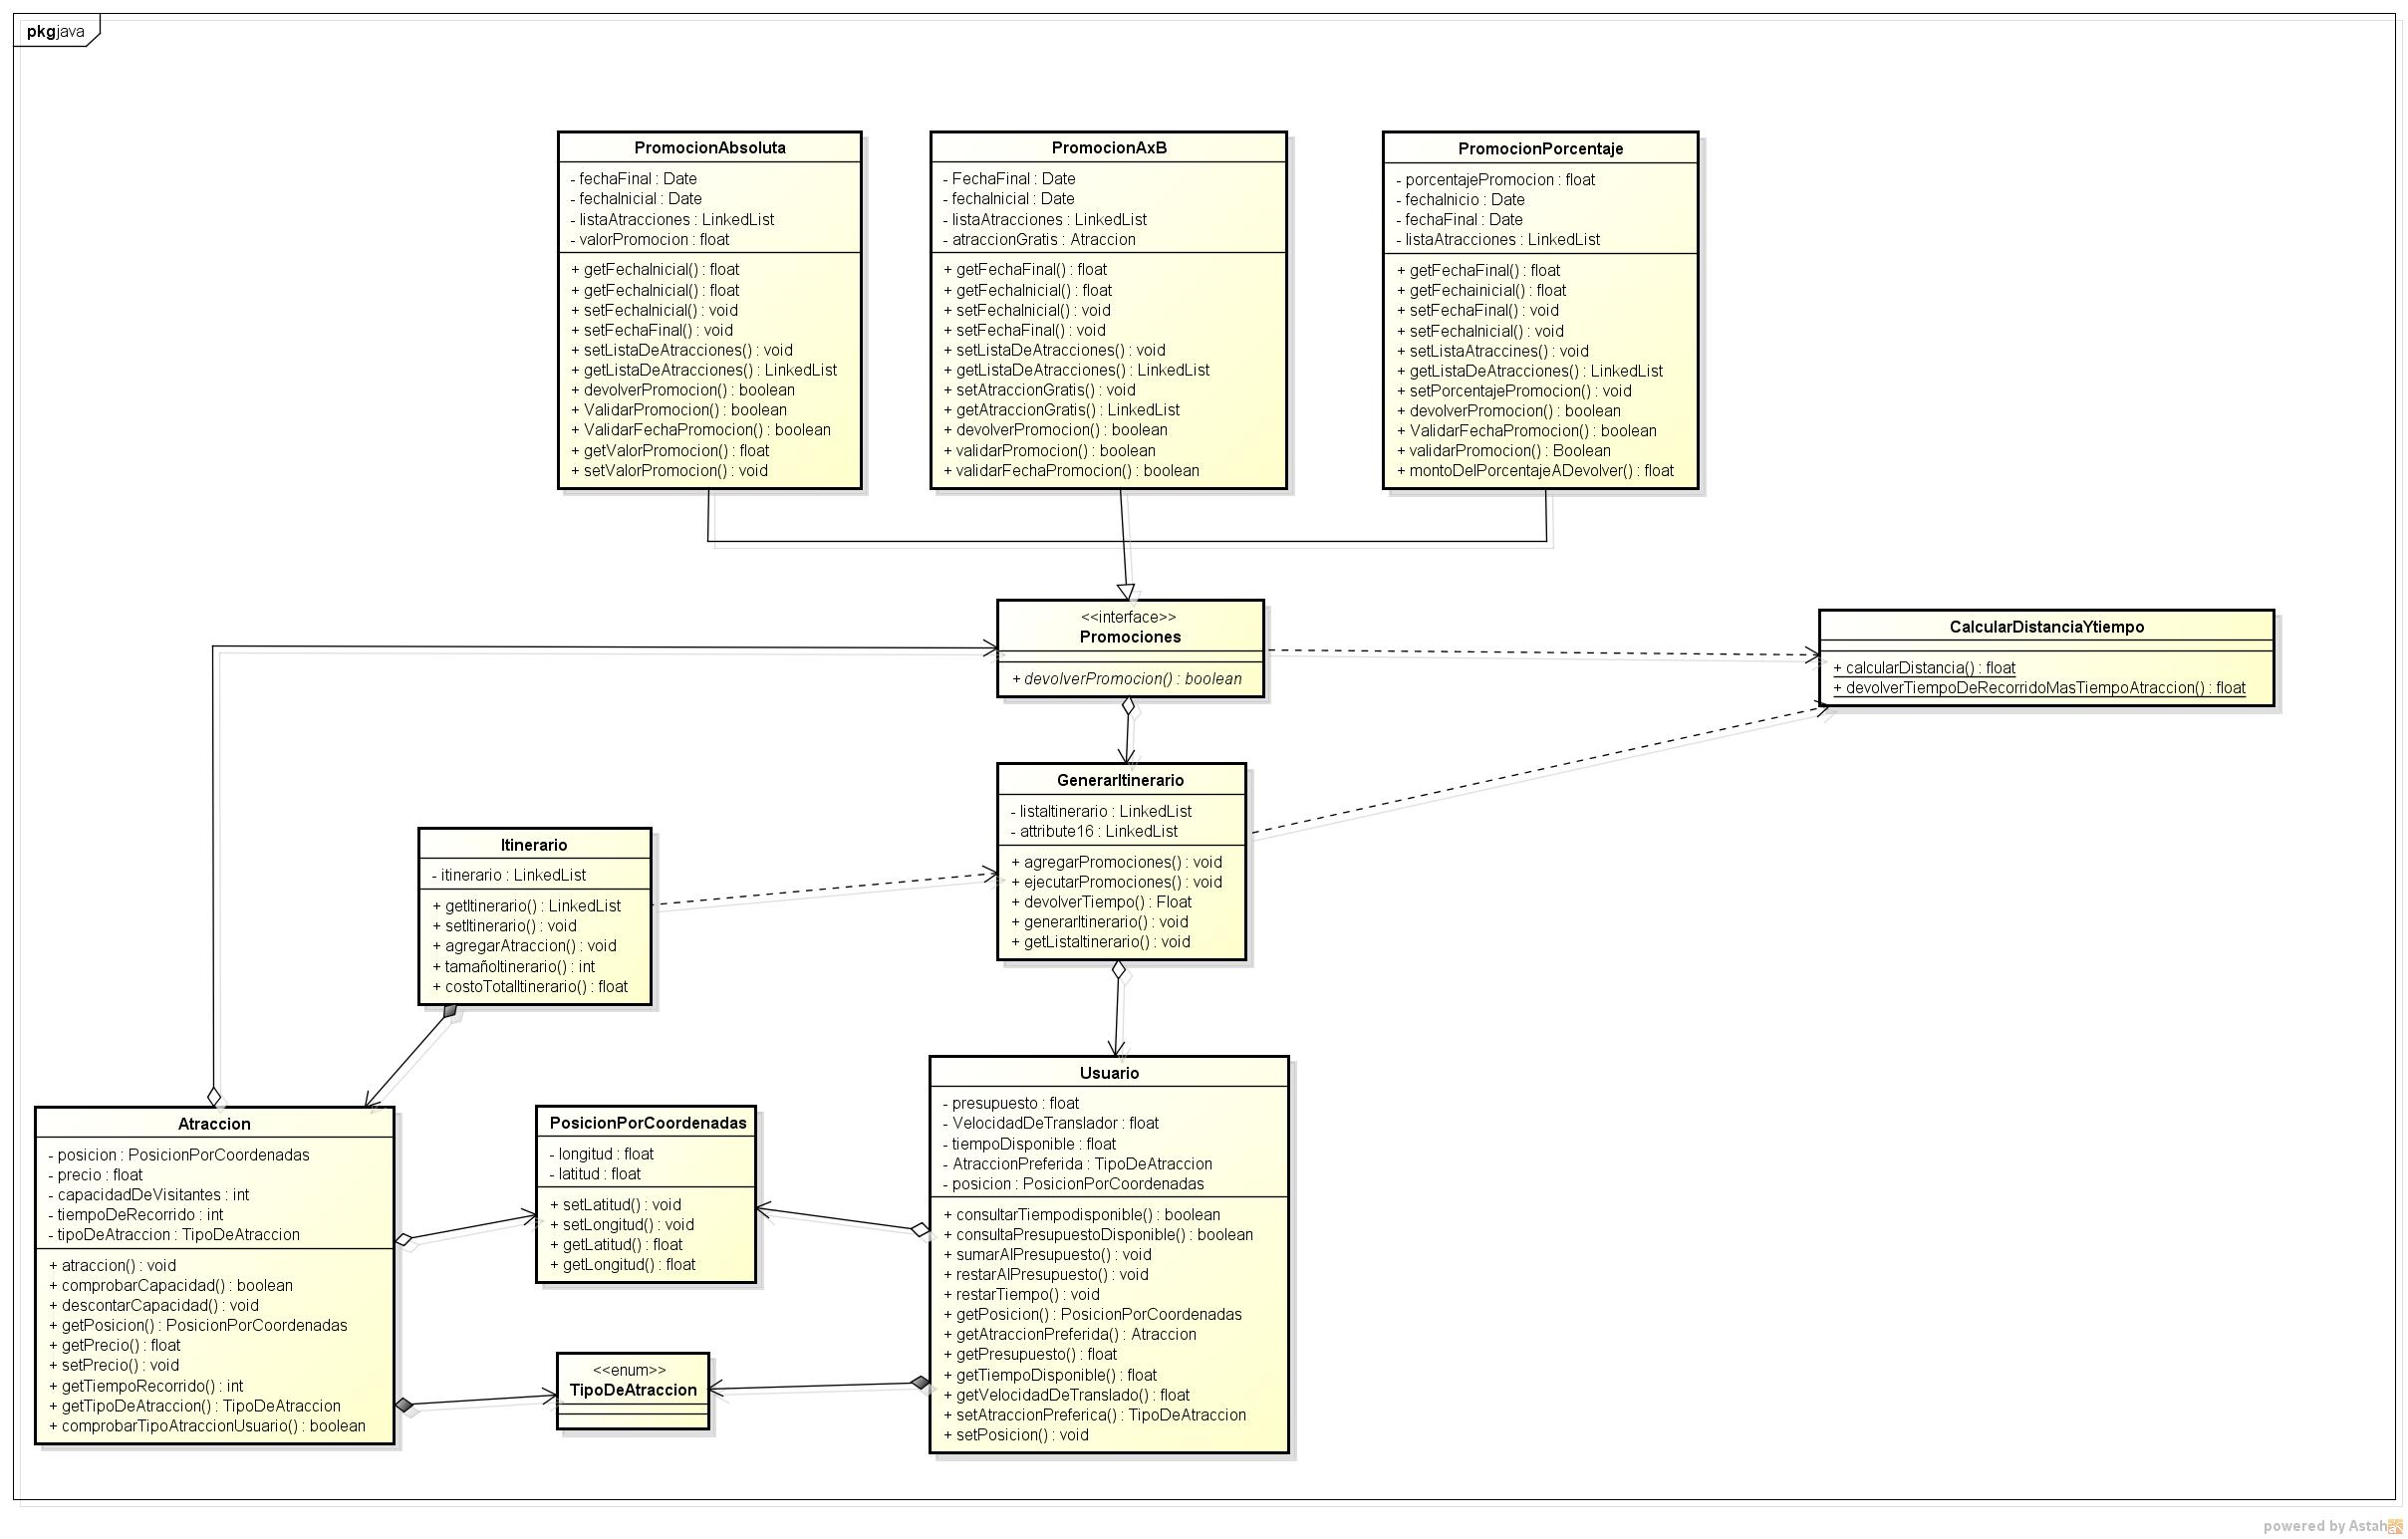 pkg java
PromocionAbsoluta
- fechaFinal : Date
- fechaInicial : Date
- listaAtracciones : LinkedList
- valorPromocion : float
+ getFechaInicial() : float
+ getFechaInicial() : float
+ setFechaInicial() : void
+ setFechaFinal() : void
+ setListaDeAtracciones() : void
+ getListaDeAtracciones() : LinkedList
+ devolverPromocion() : boolean
+ ValidarPromocion() : boolean
+ ValidarFechaPromocion() : boolean
+ getValorPromocion() : float
+ setValorPromocion() : void
PromocionAxB
- FechaFinal : Date
- fechaInicial : Date
- listaAtracciones : LinkedList
- atraccionGratis : Atraccion
+ getFechaFinal() : float
+ getFechaInicial() : float
+ setFechaInicial() : void
+ setFechaFinal() : void
+ setListaDeAtracciones() : void
+ getListaDeAtracciones() : LinkedList
+ setAtraccionGratis() : void
+ getAtraccionGratis() : LinkedList
+ devolverPromocion() : boolean
+ validarPromocion() : boolean
+ validarFechaPromocion() : boolean
PromocionPorcentaje
- porcentajePromocion : float
- fechaInicio : Date
- fechaFinal : Date
- listaAtracciones : LinkedList
+ getFechaFinal() : float
+ getFechainicial() : float
+ setFechaFinal() : void
+ setFechaInicial() : void
+ setListaAtraccines() : void
+ getListaDeAtracciones() : LinkedList
+ setPorcentajePromocion() : void
+ devolverPromocion() : boolean
+ ValidarFechaPromocion() : boolean
+ validarPromocion() : Boolean
+ montoDelPorcentajeADevolver() : float
<<interface>>
Promociones
+ devolverPromocion() : boolean
CalcularDistanciaYtiempo
+ calcularDistancia() : float
+ devolverTiempoDeRecorridoMasTiempoAtraccion() : float
GenerarItinerario
- listaItinerario : LinkedList
- attribute16 : LinkedList
+ agregarPromociones() : void
+ ejecutarPromociones() : void
+ devolverTiempo() : Float
+ generarItinerario() : void
+ getListaItinerario() : void
Itinerario
- itinerario : LinkedList
+ getItinerario() : LinkedList
+ setItinerario() : void
+ agregarAtraccion() : void
+ tamañoItinerario() : int
+ costoTotalItinerario() : float
Atraccion
- posicion : PosicionPorCoordenadas
- precio : float
- capacidadDeVisitantes : int
- tiempoDeRecorrido : int
- tipoDeAtraccion : TipoDeAtraccion
+ atraccion() : void
+ comprobarCapacidad() : boolean
+ descontarCapacidad() : void
+ getPosicion() : PosicionPorCoordenadas
+ getPrecio() : float
+ setPrecio() : void
+ getTiempoRecorrido() : int
+ getTipoDeAtraccion() : TipoDeAtraccion
+ comprobarTipoAtraccionUsuario() : boolean
PosicionPorCoordenadas
- longitud : float
- latitud : float
+ setLatitud() : void
+ setLongitud() : void
+ getLatitud() : float
+ getLongitud() : float
<<enum>>
TipoDeAtraccion
Usuario
- presupuesto : float
- VelocidadDeTranslador : float
- tiempoDisponible : float
- AtraccionPreferida : TipoDeAtraccion
- posicion : PosicionPorCoordenadas
+ consultarTiempodisponible() : boolean
+ consultaPresupuestoDisponible() : boolean
+ sumarAlPresupuesto() : void
+ restarAlPresupuesto() : void
+ restarTiempo() : void
+ getPosicion() : PosicionPorCoordenadas
+ getAtraccionPreferida() : Atraccion
+ getPresupuesto() : float
+ getTiempoDisponible() : float
+ getVelocidadDeTranslado() : float
+ setAtraccionPreferica() : TipoDeAtraccion
+ setPosicion() : void
powered by Astah